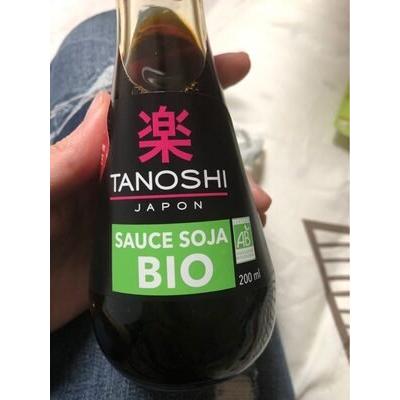 楽
TANOSHI
JAPON
SAUCE SOJA
BIO
AB
200 ml